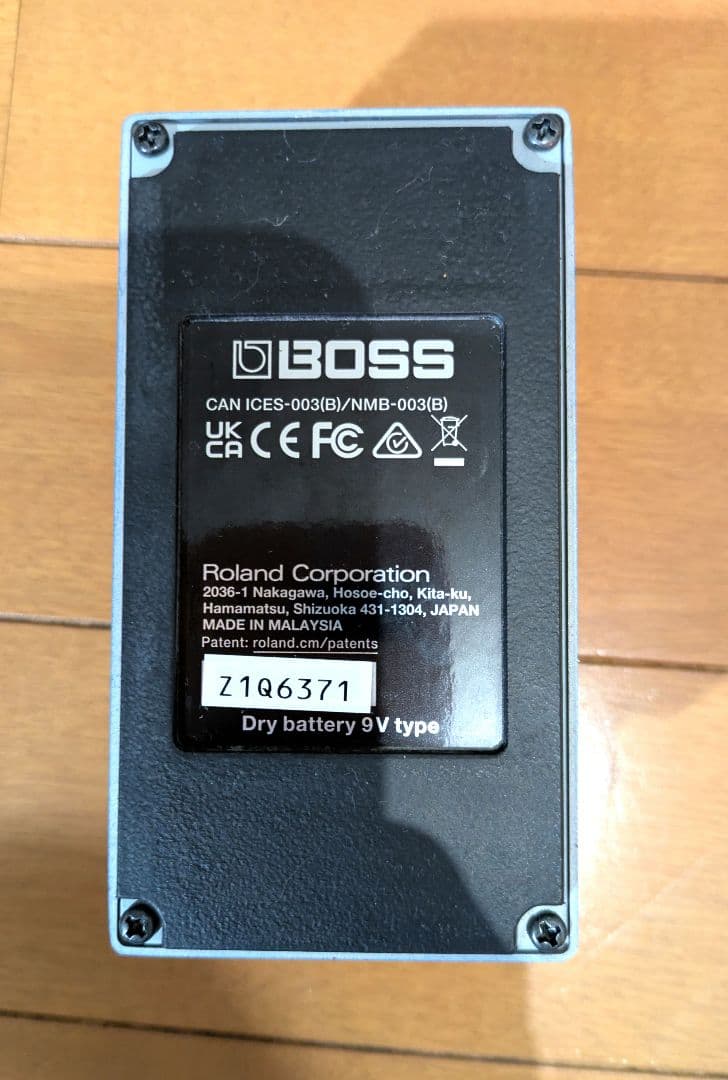 BOSS
CAN ICES-003(B)/NMB-003(B)
UK CA CE FC
Roland Corporation
2036-1 Nakagawa, Hosoe-cho, Kita-ku,
Hamamatsu, Shizuoka 431-1304, JAPAN
MADE IN MALAYSIA
Patent: roland.cm/patents
Z1Q6371
Dry battery 9V type